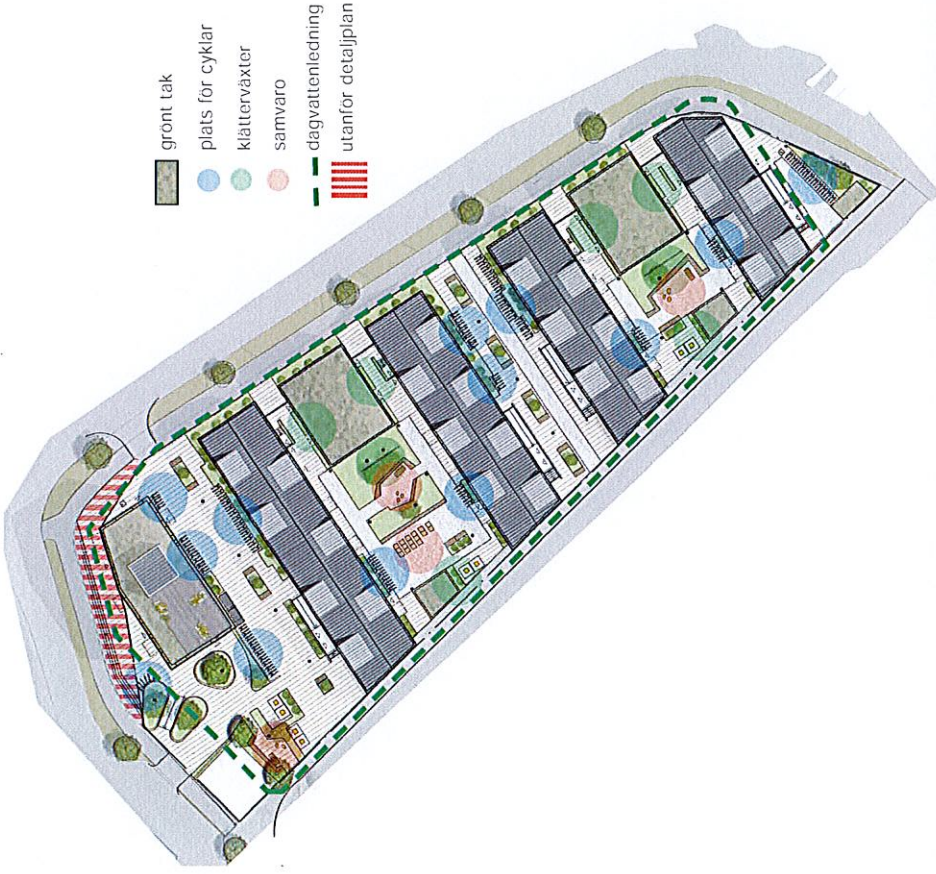 grönt tak
plats för cyklar
klätterväxter
samvaro
dagvattenledning
utanför detaljplan